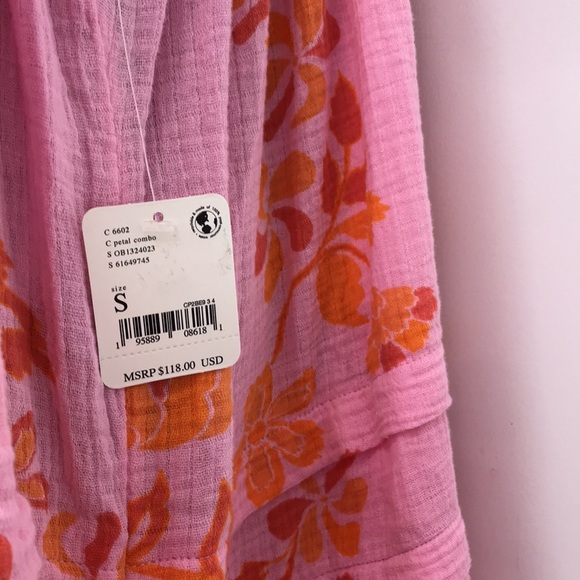 C 6602
C petal combo
S OB1324023
S 61649745
size
S
CP2BE9 3 4
1 95889 08618 1
MSRP $118.00 USD